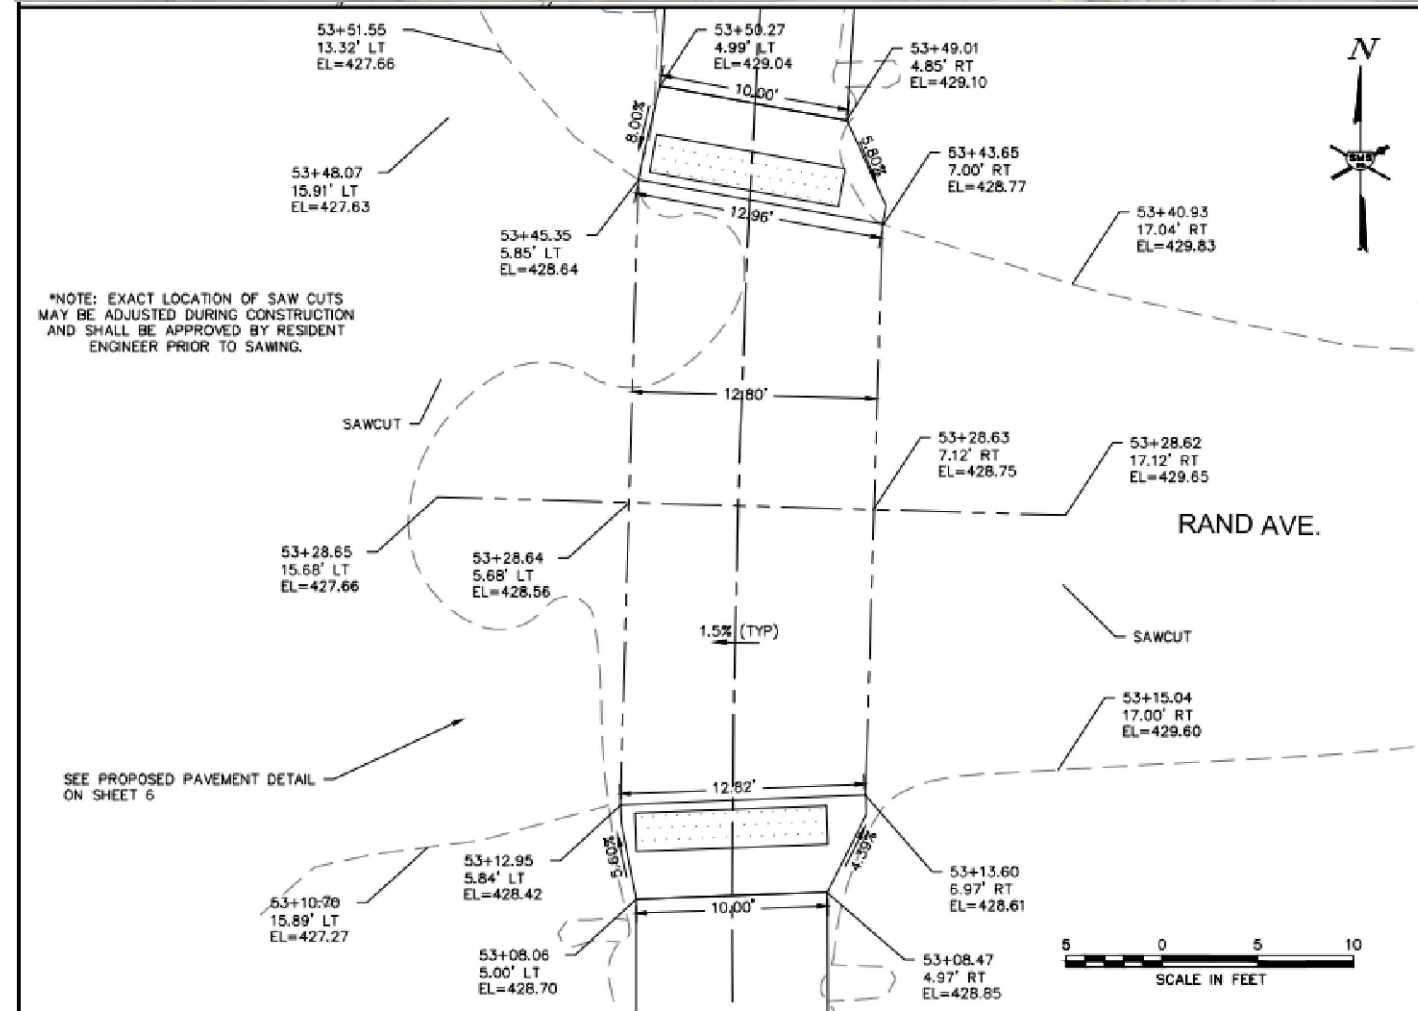 53+51.55
13.32' LT
EL=427.66
53+50.27
4.99' LT
EL=429.04
53+49.01
4.85' RT
EL=429.10
N
SMS
10.00'
8.00%
5.80%
53+48.07
15.91' LT
EL=427.63
53+43.65
7.00' RT
EL=428.77
12.96'
53+45.35
5.85' LT
EL=428.64
53+40.93
17.04' RT
EL=429.83
*NOTE: EXACT LOCATION OF SAW CUTS
MAY BE ADJUSTED DURING CONSTRUCTION
AND SHALL BE APPROVED BY RESIDENT
ENGINEER PRIOR TO SAWING.
12.80'
SAWCUT
53+28.63
7.12' RT
EL=428.75
53+28.62
17.12' RT
EL=429.65
RAND AVE.
53+28.65
15.68' LT
EL=427.66
53+28.64
5.68' LT
EL=428.56
1.5% (TYP)
SAWCUT
53+15.04
17.00' RT
EL=429.60
SEE PROPOSED PAVEMENT DETAIL
ON SHEET 6
12.82'
5.60%
4.39%
53+12.95
5.84' LT
EL=428.42
53+13.60
6.97' RT
EL=428.61
53+10.78
15.89' LT
EL=427.27
10.00'
53+08.06
5.00' LT
EL=428.70
53+08.47
4.97' RT
EL=428.85
5 0 5 10
SCALE IN FEET